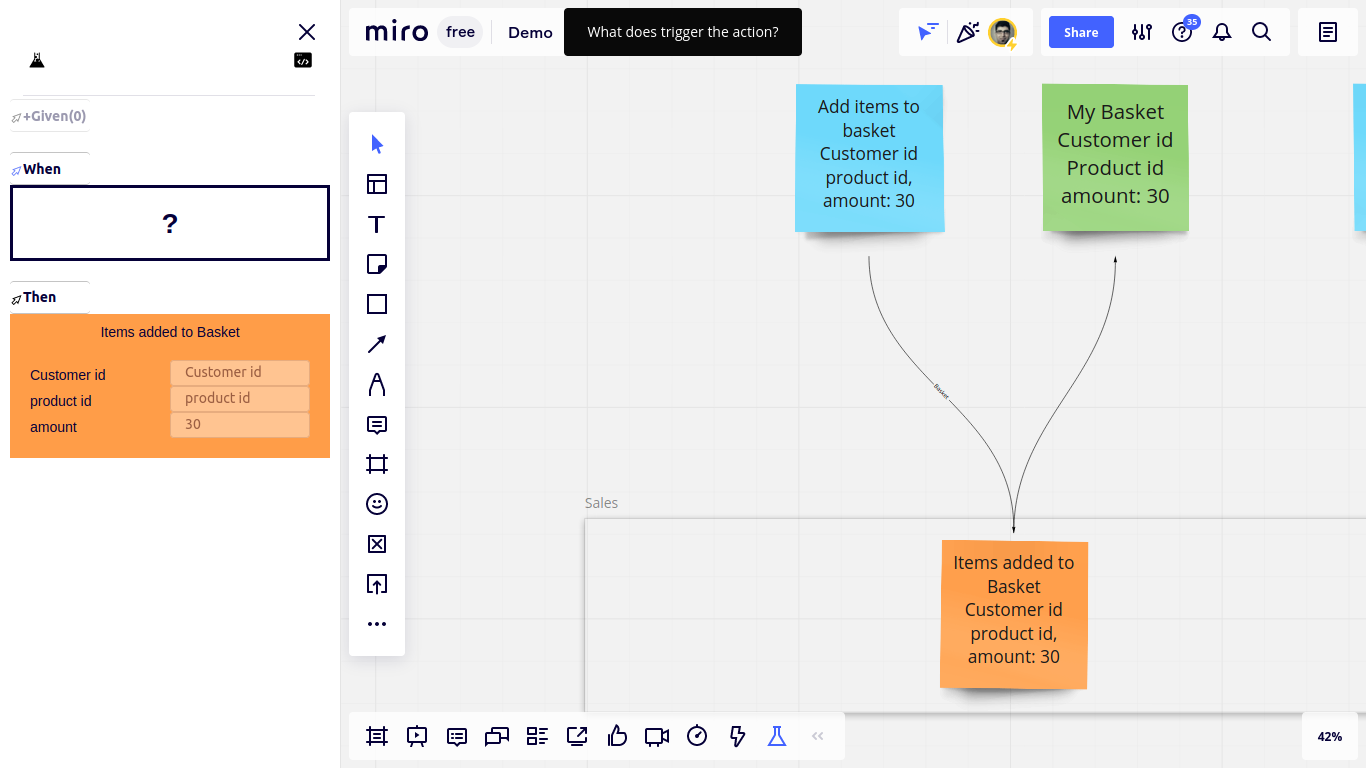 +Given(0)
When
?
Then
Items added to Basket
Customer id Customer id
product id product id
amount 30
miro free Demo
What does trigger the action?
Share
35
Add items to
basket
Customer id
product id,
amount: 30
My Basket
Customer id
Product id
amount: 30
Basket
Sales
Items added to
Basket
Customer id
product id,
amount: 30
42%